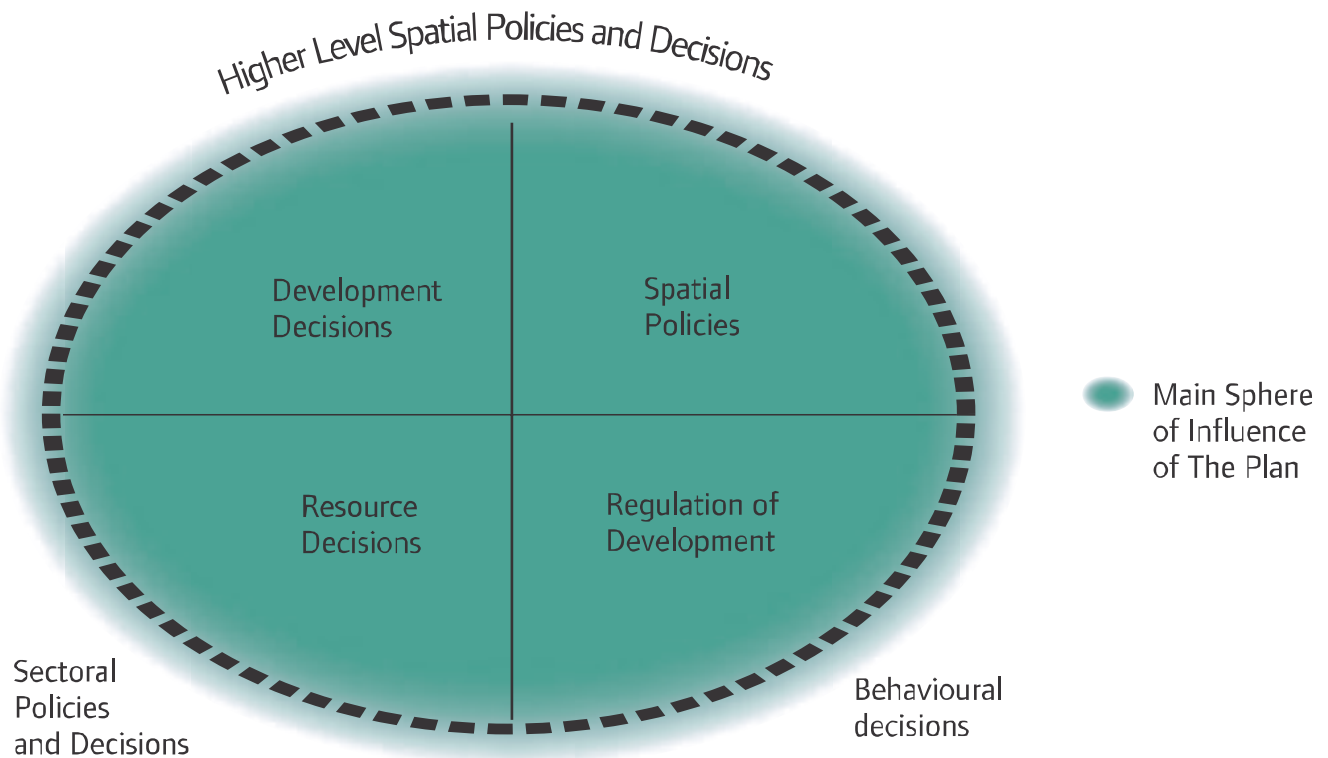 Higher Level Spatial Policies and Decisions
Development
Decisions
Spatial
Policies
Resource
Decisions
Regulation of
Development
Main Sphere
of Influence
of The Plan
Sectoral
Policies
and Decisions
Behavioural
decisions